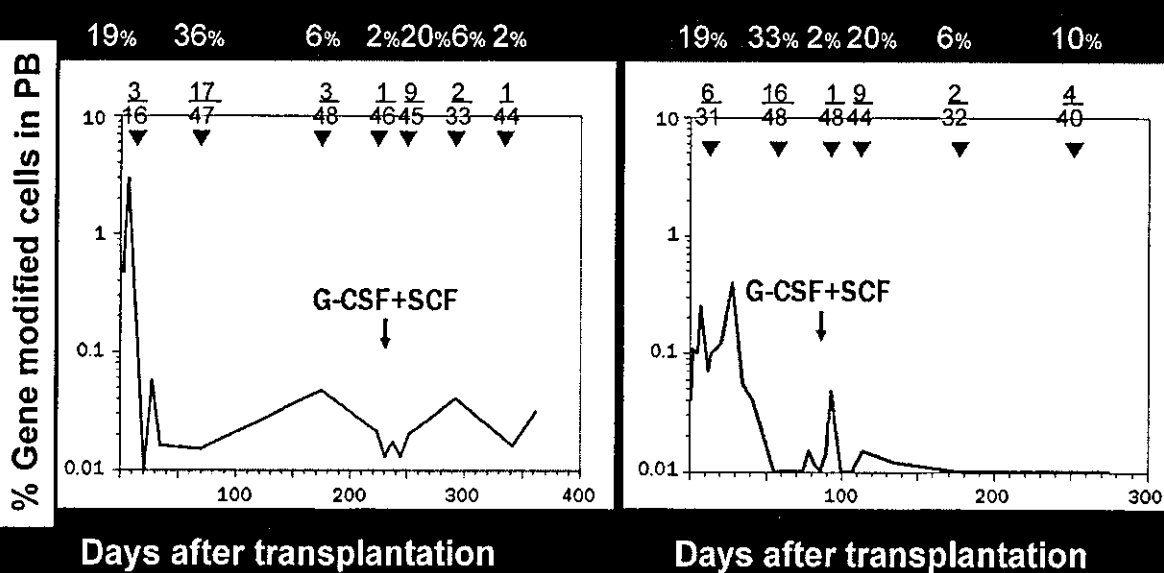 19% 36% 6% 2% 20% 6% 2%
3 17 3 1 9 2 1
16 47 48 46 45 33 44
% Gene modified cells in PB
10
1
0.1
0.01
G-CSF+SCF
100 200 300 400
Days after transplantation
19% 33% 2% 20% 6% 10%
6 16 1 9 2 4
31 48 48 44 32 40
10
1
0.1
0.01
G-CSF+SCF
100 200 300
Days after transplantation